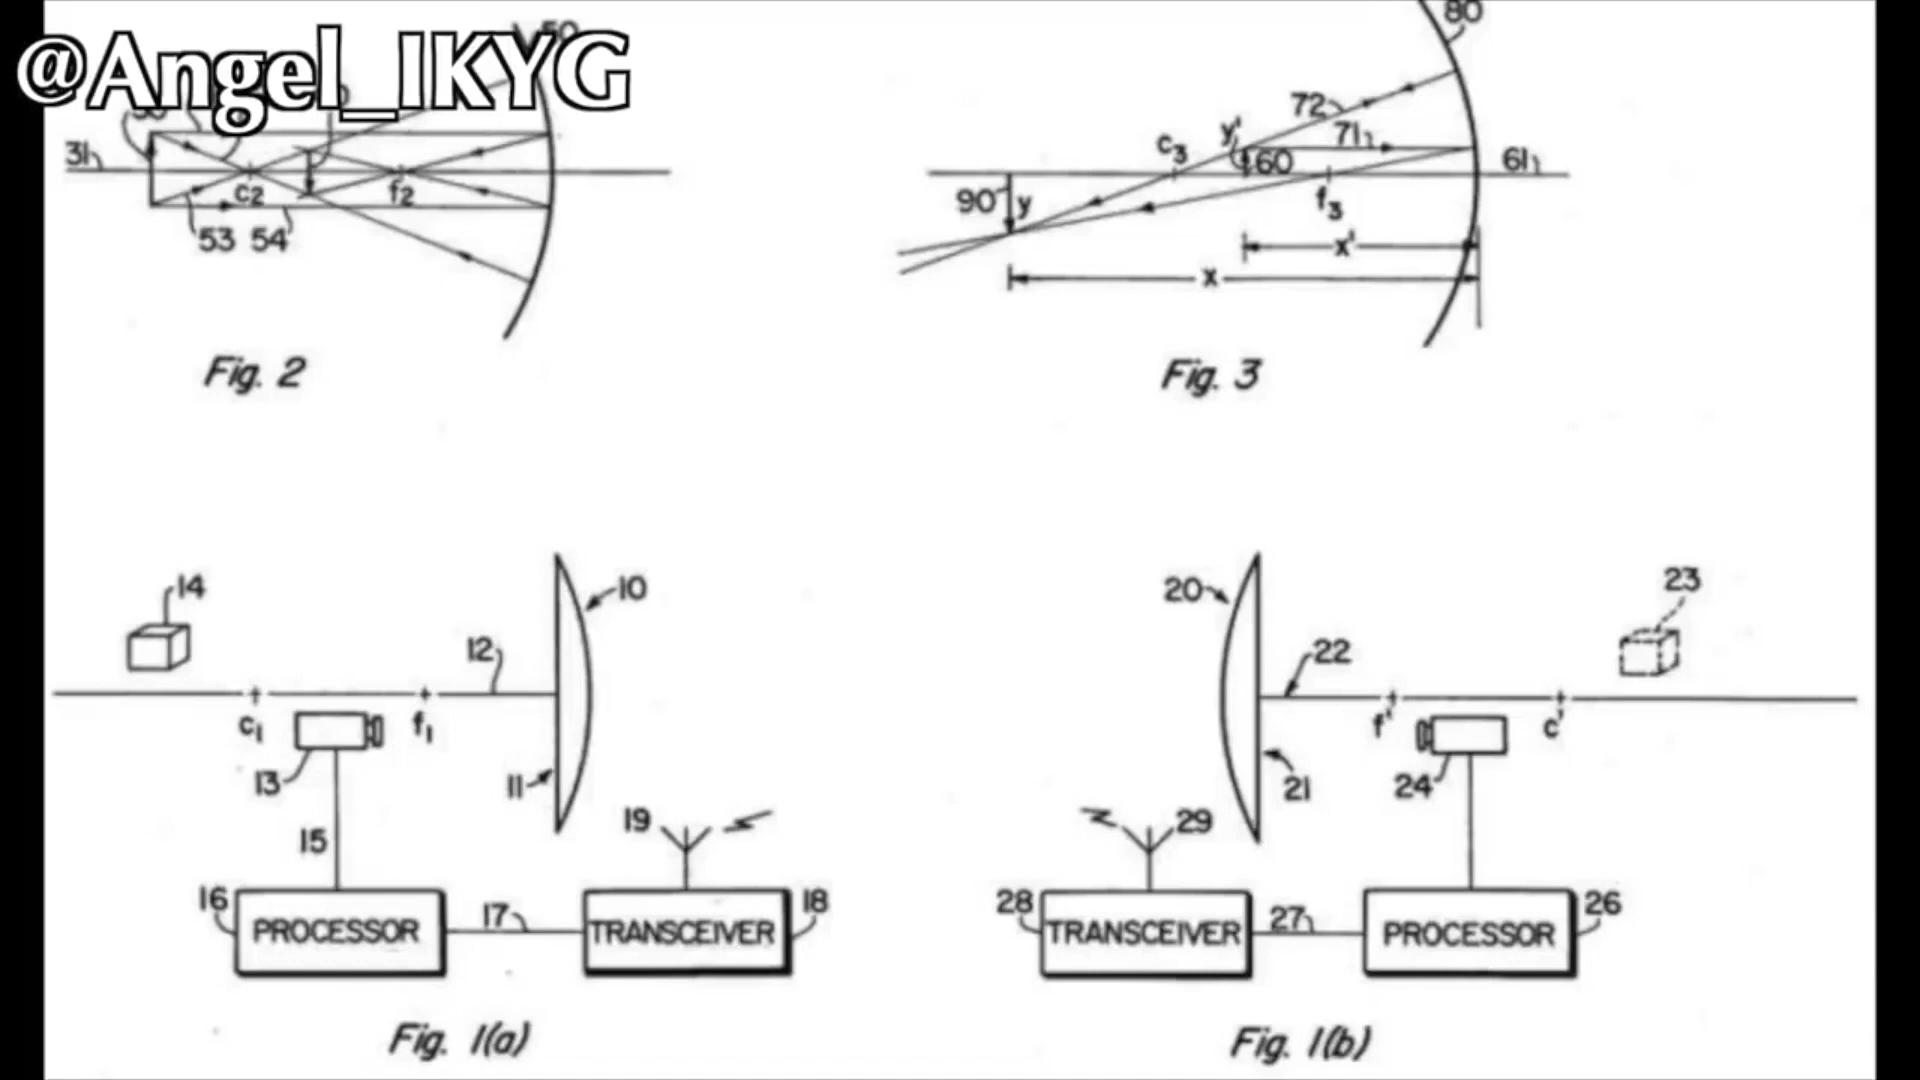 @Angel_IKYG
50
31
c2
f2
53 54
Fig. 2
80
72
71
y'
c3
60
61
90
y
f3
x'
x
Fig. 3
14
10
12
c1
f1
13
11
15
19
16
PROCESSOR
17
TRANSCEIVER
18
Fig. 1(a)
20
23
22
f'
c'
24
21
29
28
TRANSCEIVER
27
PROCESSOR
26
Fig. 1(b)